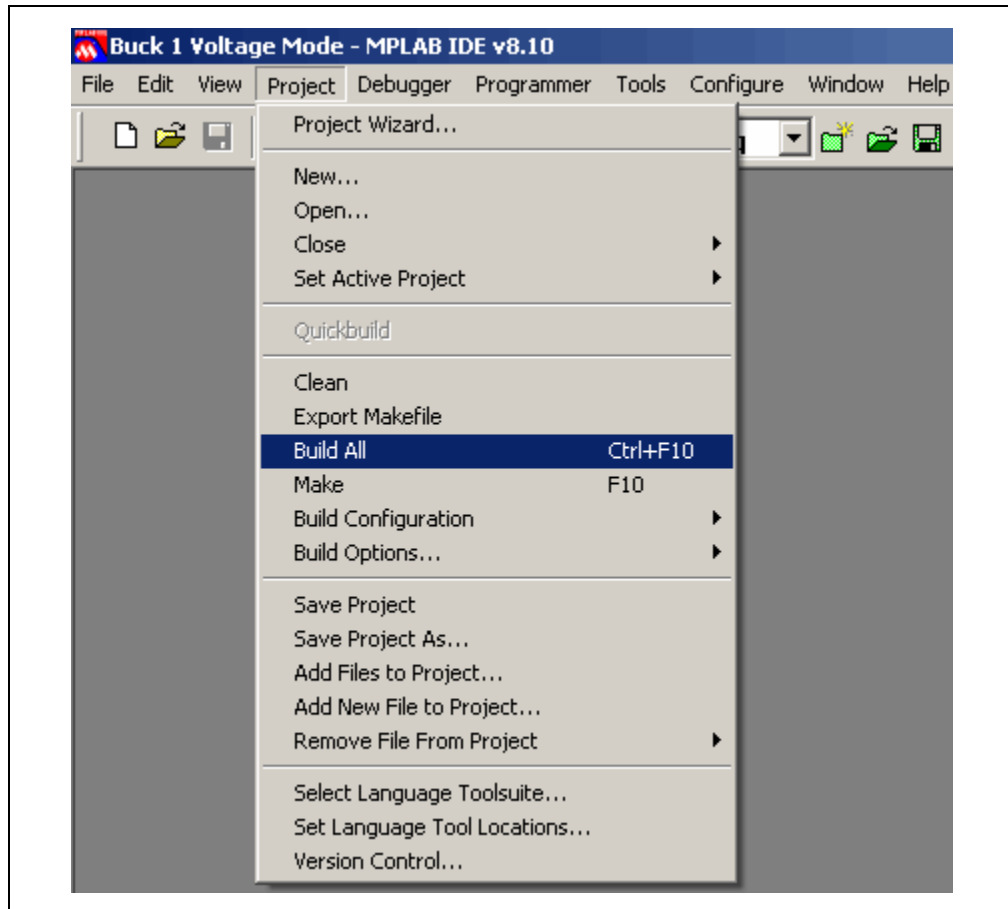 Buck 1 Voltage Mode - MPLAB IDE v8.10
File Edit View Project Debugger Programmer Tools Configure Window Help
Project Wizard...
New...
Open...
Close
Set Active Project
Quickbuild
Clean
Export Makefile
Build All Ctrl+F10
Make F10
Build Configuration
Build Options...
Save Project
Save Project As...
Add Files to Project...
Add New File to Project...
Remove File From Project
Select Language Toolsuite...
Set Language Tool Locations...
Version Control...